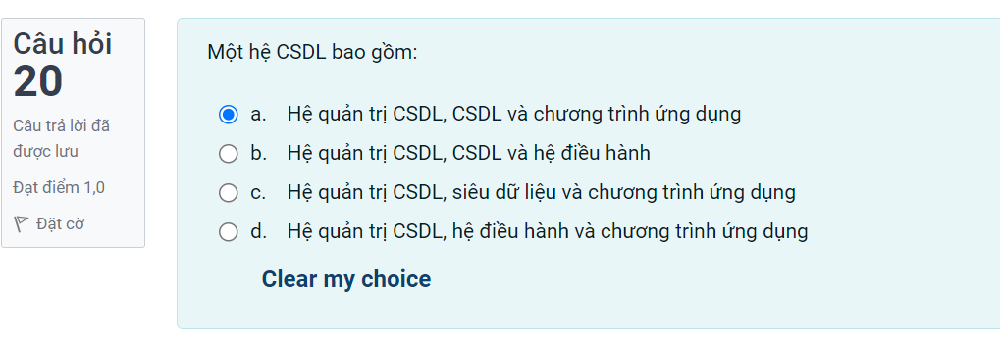 Câu hỏi
20
Câu trả lời đã
được lưu
Đạt điểm 1,0
Đặt cờ
Một hệ CSDL bao gồm:
a. Hệ quản trị CSDL, CSDL và chương trình ứng dụng
b. Hệ quản trị CSDL, CSDL và hệ điều hành
c. Hệ quản trị CSDL, siêu dữ liệu và chương trình ứng dụng
d. Hệ quản trị CSDL, hệ điều hành và chương trình ứng dụng
Clear my choice